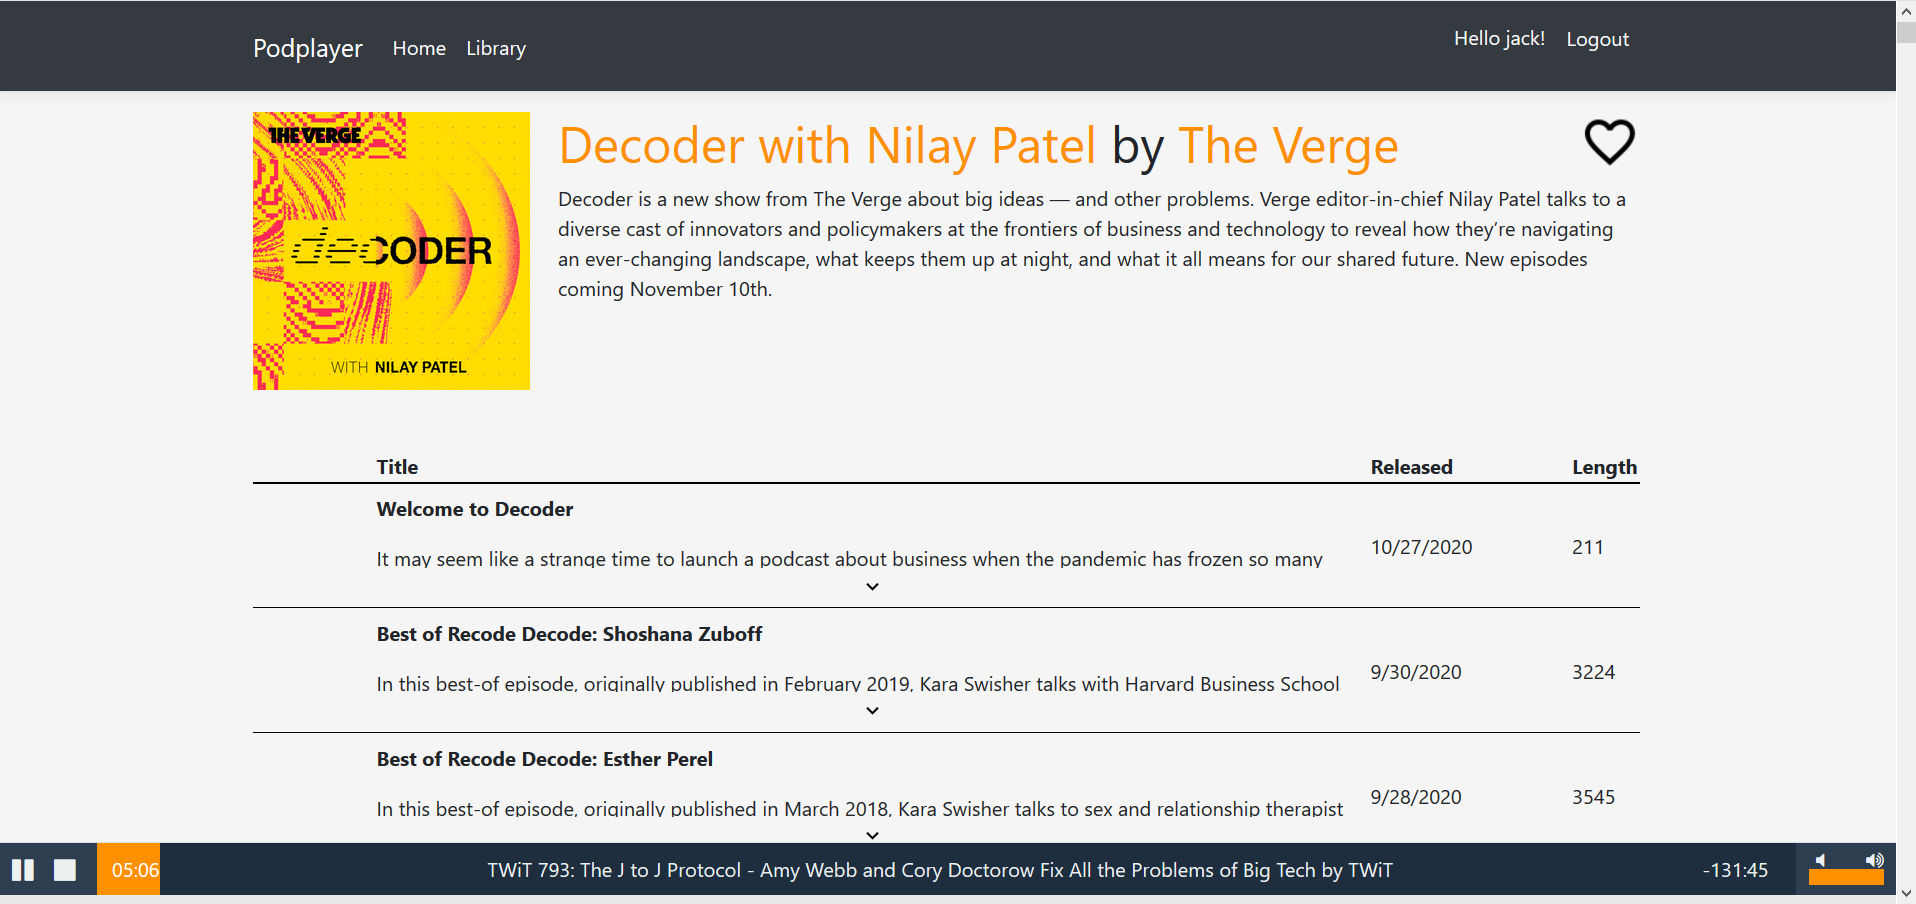 Podplayer Home Library Hello jack! Logout
THE VERGE
decODER
WITH NILAY PATEL
Decoder with Nilay Patel by The Verge
Decoder is a new show from The Verge about big ideas — and other problems. Verge editor-in-chief Nilay Patel talks to a
diverse cast of innovators and policymakers at the frontiers of business and technology to reveal how they’re navigating
an ever-changing landscape, what keeps them up at night, and what it all means for our shared future. New episodes
coming November 10th.
Title Released Length
Welcome to Decoder
It may seem like a strange time to launch a podcast about business when the pandemic has frozen so many
10/27/2020 211
Best of Recode Decode: Shoshana Zuboff
In this best-of episode, originally published in February 2019, Kara Swisher talks with Harvard Business School
9/30/2020 3224
Best of Recode Decode: Esther Perel
In this best-of episode, originally published in March 2018, Kara Swisher talks to sex and relationship therapist
9/28/2020 3545
05:06 TWiT 793: The J to J Protocol - Amy Webb and Cory Doctorow Fix All the Problems of Big Tech by TWiT -131:45